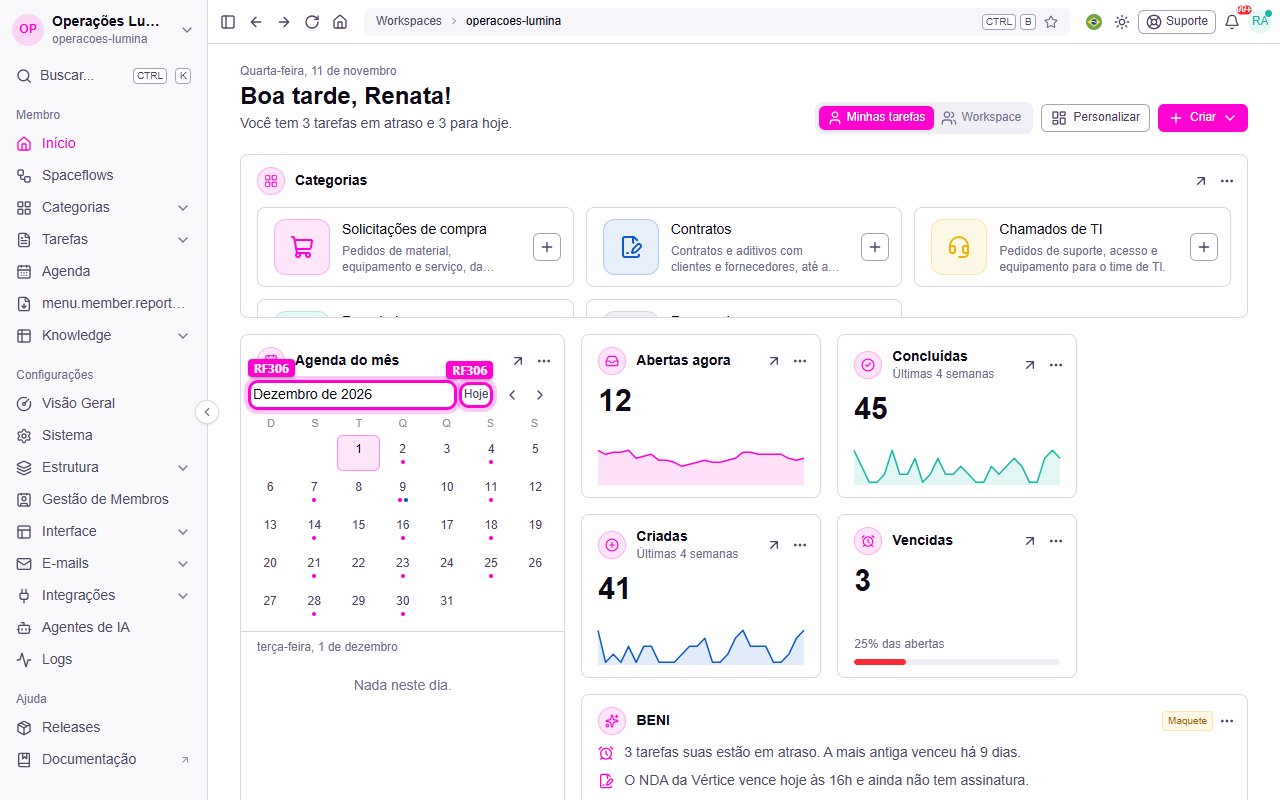 OP
Operações Lu...
operacoes-lumina
Workspaces > operacoes-lumina
CTRL B
Suporte
99+
RA
Buscar... CTRL K
Membro
Início
Spaceflows
Categorias
Tarefas
Agenda
menu.member.report...
Knowledge
Configurações
Visão Geral
Sistema
Estrutura
Gestão de Membros
Interface
E-mails
Integrações
Agentes de IA
Logs
Ajuda
Releases
Documentação
Quarta-feira, 11 de novembro
Boa tarde, Renata!
Você tem 3 tarefas em atraso e 3 para hoje.
Minhas tarefas
Workspace
Personalizar
Criar
Categorias
Solicitações de compra
Pedidos de material,
equipamento e serviço, da...
Contratos
Contratos e aditivos com
clientes e fornecedores, até a...
Chamados de TI
Pedidos de suporte, acesso e
equipamento para o time de TI.
Agenda do mês
RF306
RF306
Dezembro de 2026
Hoje
D S T Q Q S S
1 2 3 4 5
6 7 8 9 10 11 12
13 14 15 16 17 18 19
20 21 22 23 24 25 26
27 28 29 30 31
terça-feira, 1 de dezembro
Nada neste dia.
Abertas agora
12
Concluídas
Últimas 4 semanas
45
Criadas
Últimas 4 semanas
41
Vencidas
3
25% das abertas
BENI
Maquete
3 tarefas suas estão em atraso. A mais antiga venceu há 9 dias.
O NDA da Vértice vence hoje às 16h e ainda não tem assinatura.